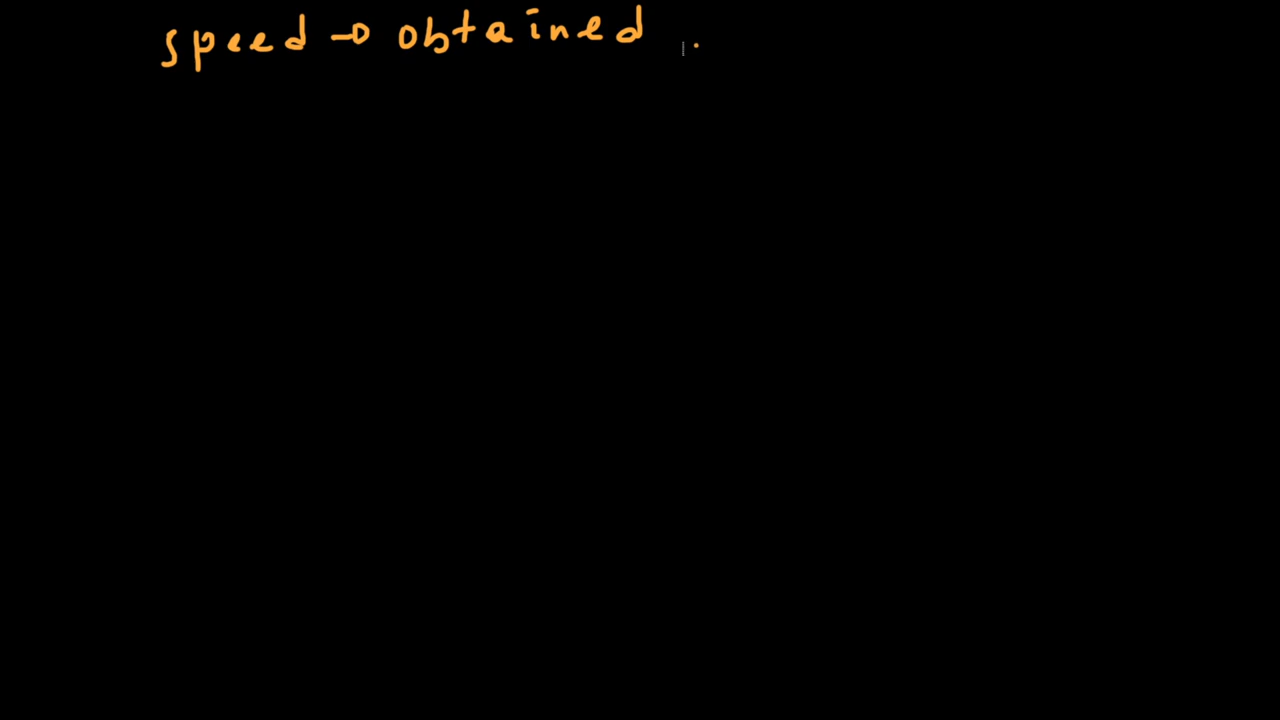 speed → obtained